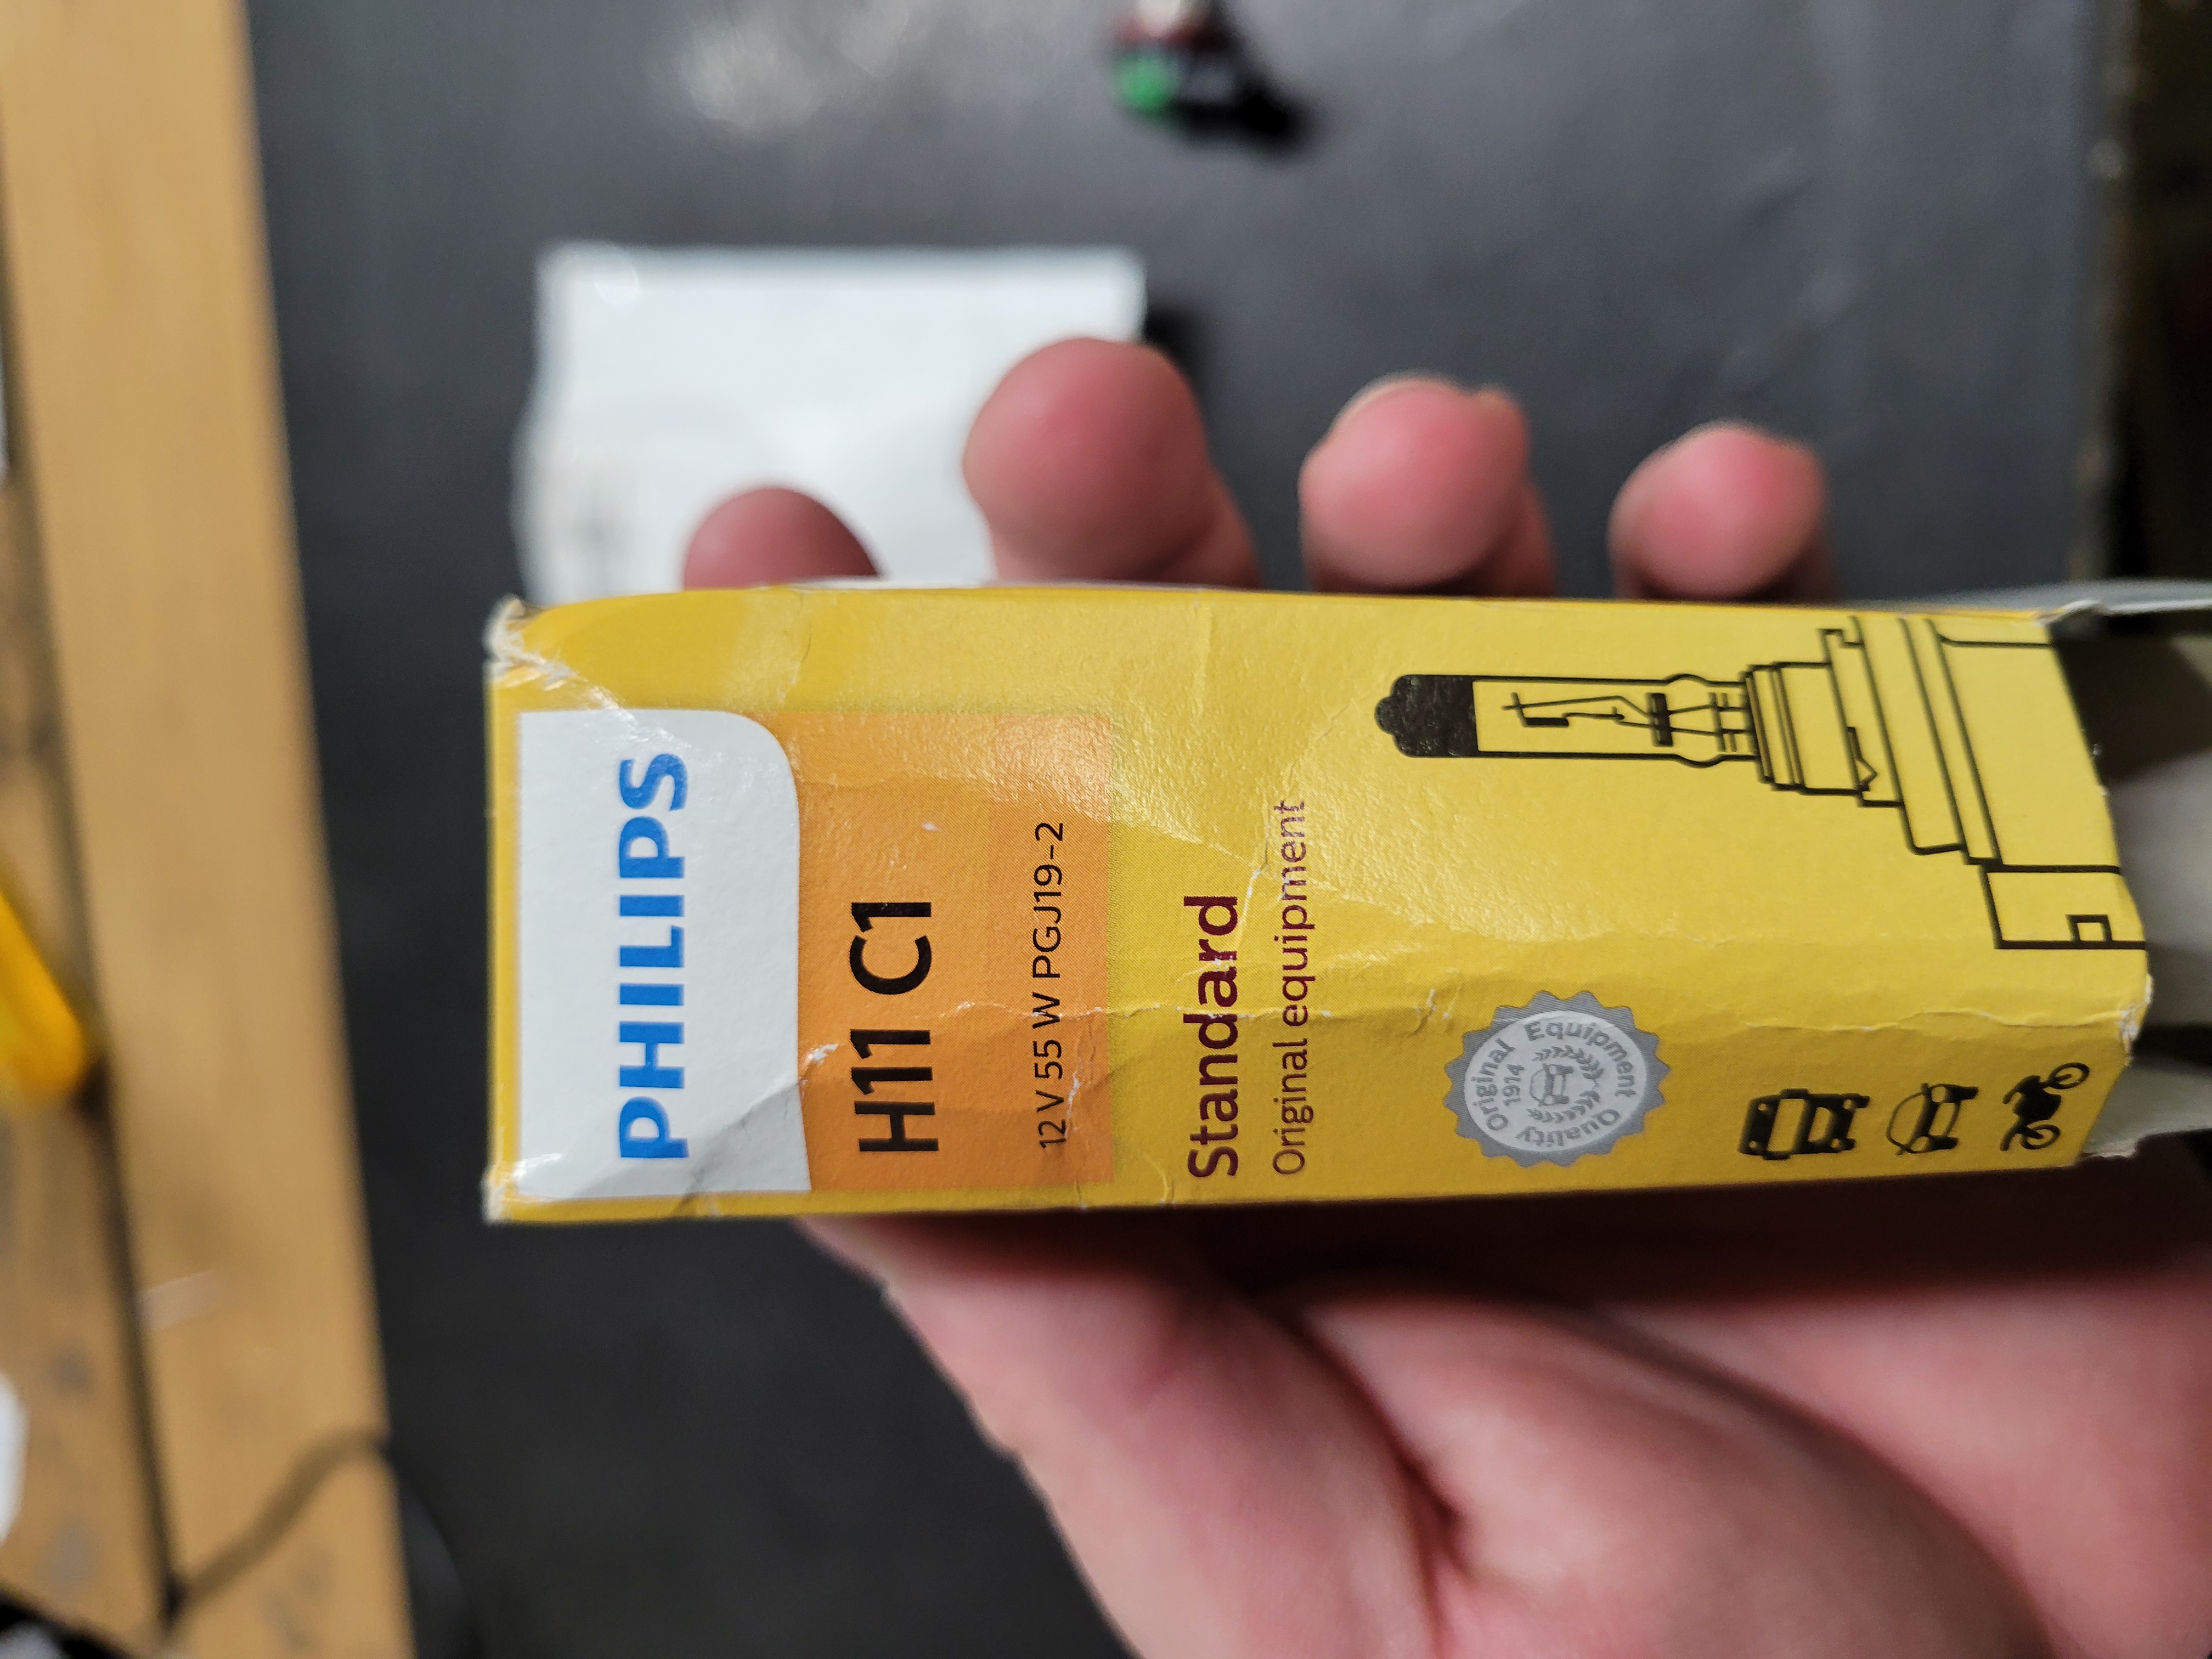 PHILIPS
H11 C1
12 V 55 W PGJ19-2
Standard
Original equipment
Original Equipment Quality
1914